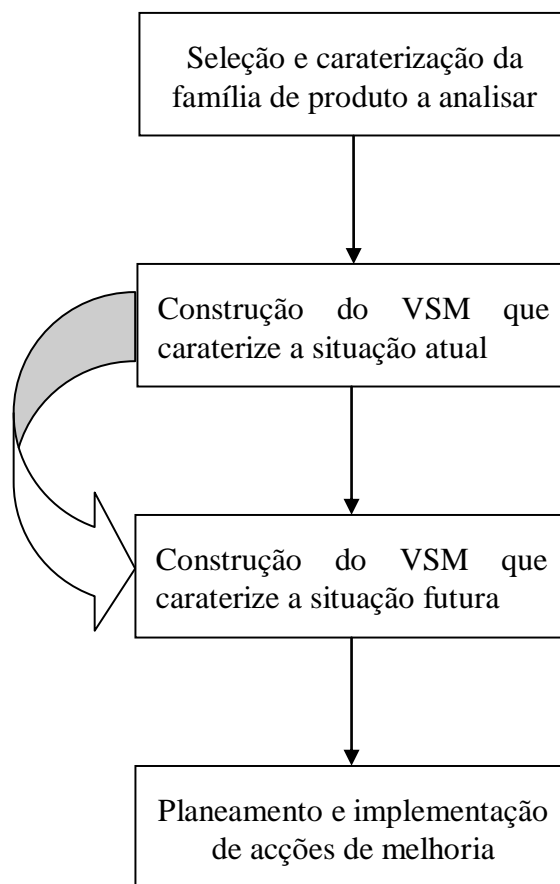 Seleção e caraterização da
família de produto a analisar
Construção do VSM que
caraterize a situação atual
Construção do VSM que
caraterize a situação futura
Planeamento e implementação
de acções de melhoria